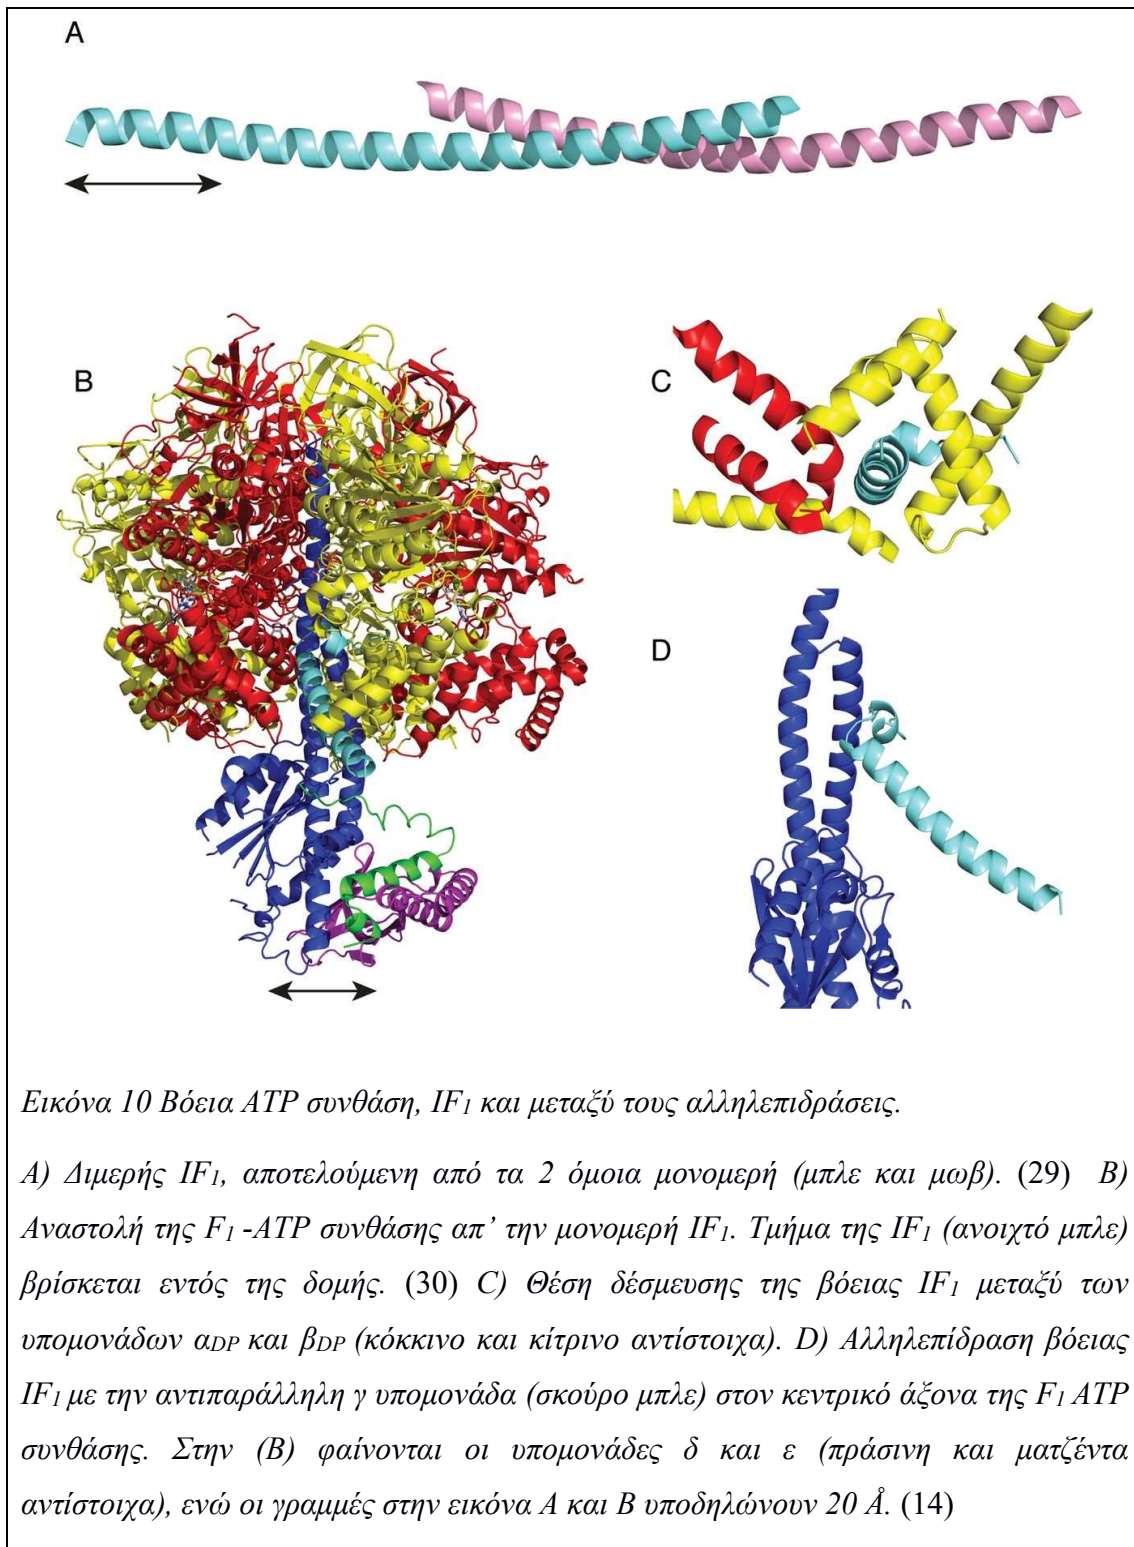 A
B
C
D
Εικόνα 10 Βόεια ATP συνθάση, IF1 και μεταξύ τους αλληλεπιδράσεις.
A) Διμερής IF1, αποτελούμενη από τα 2 όμοια μονομερή (μπλε και μωβ). (29) B)
Αναστολή της F1 -ATP συνθάσης απ’ την μονομερή IF1. Τμήμα της IF1 (ανοιχτό μπλε)
βρίσκεται εντός της δομής. (30) C) Θέση δέσμευσης της βόειας IF1 μεταξύ των
υπομονάδων αDP και βDP (κόκκινο και κίτρινο αντίστοιχα). D) Αλληλεπίδραση βόειας
IF1 με την αντιπαράλληλη γ υπομονάδα (σκούρο μπλε) στον κεντρικό άξονα της F1 ATP
συνθάσης. Στην (B) φαίνονται οι υπομονάδες δ και ε (πράσινη και ματζέντα
αντίστοιχα), ενώ οι γραμμές στην εικόνα A και B υποδηλώνουν 20 Å. (14)